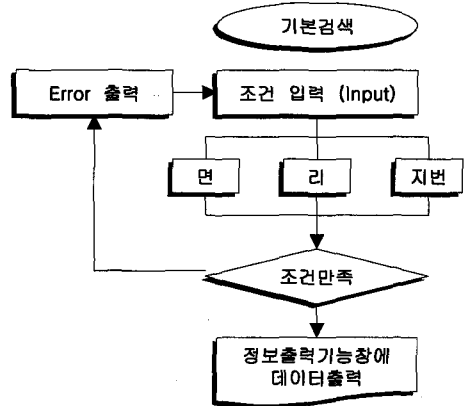 기본검색
Error 출력
조건 입력 (Input)
면
리
지번
조건만족
정보출력기능창에
데이터출력